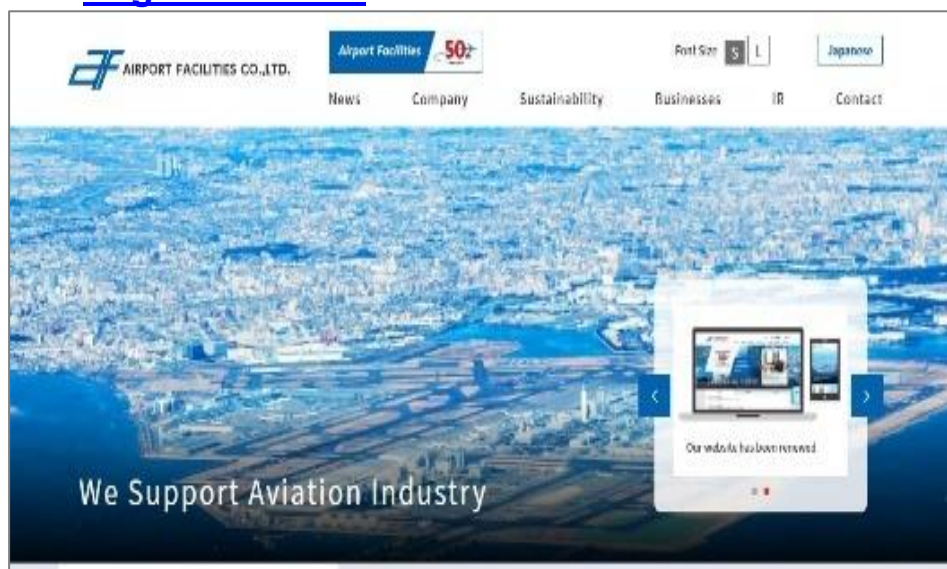 Airport Facilities 50th
Font Size S L
Japanese
AIRPORT FACILITIES CO.,LTD.
News Company Sustainability Businesses IR Contact
Our website has been renewed
We Support Aviation Industry